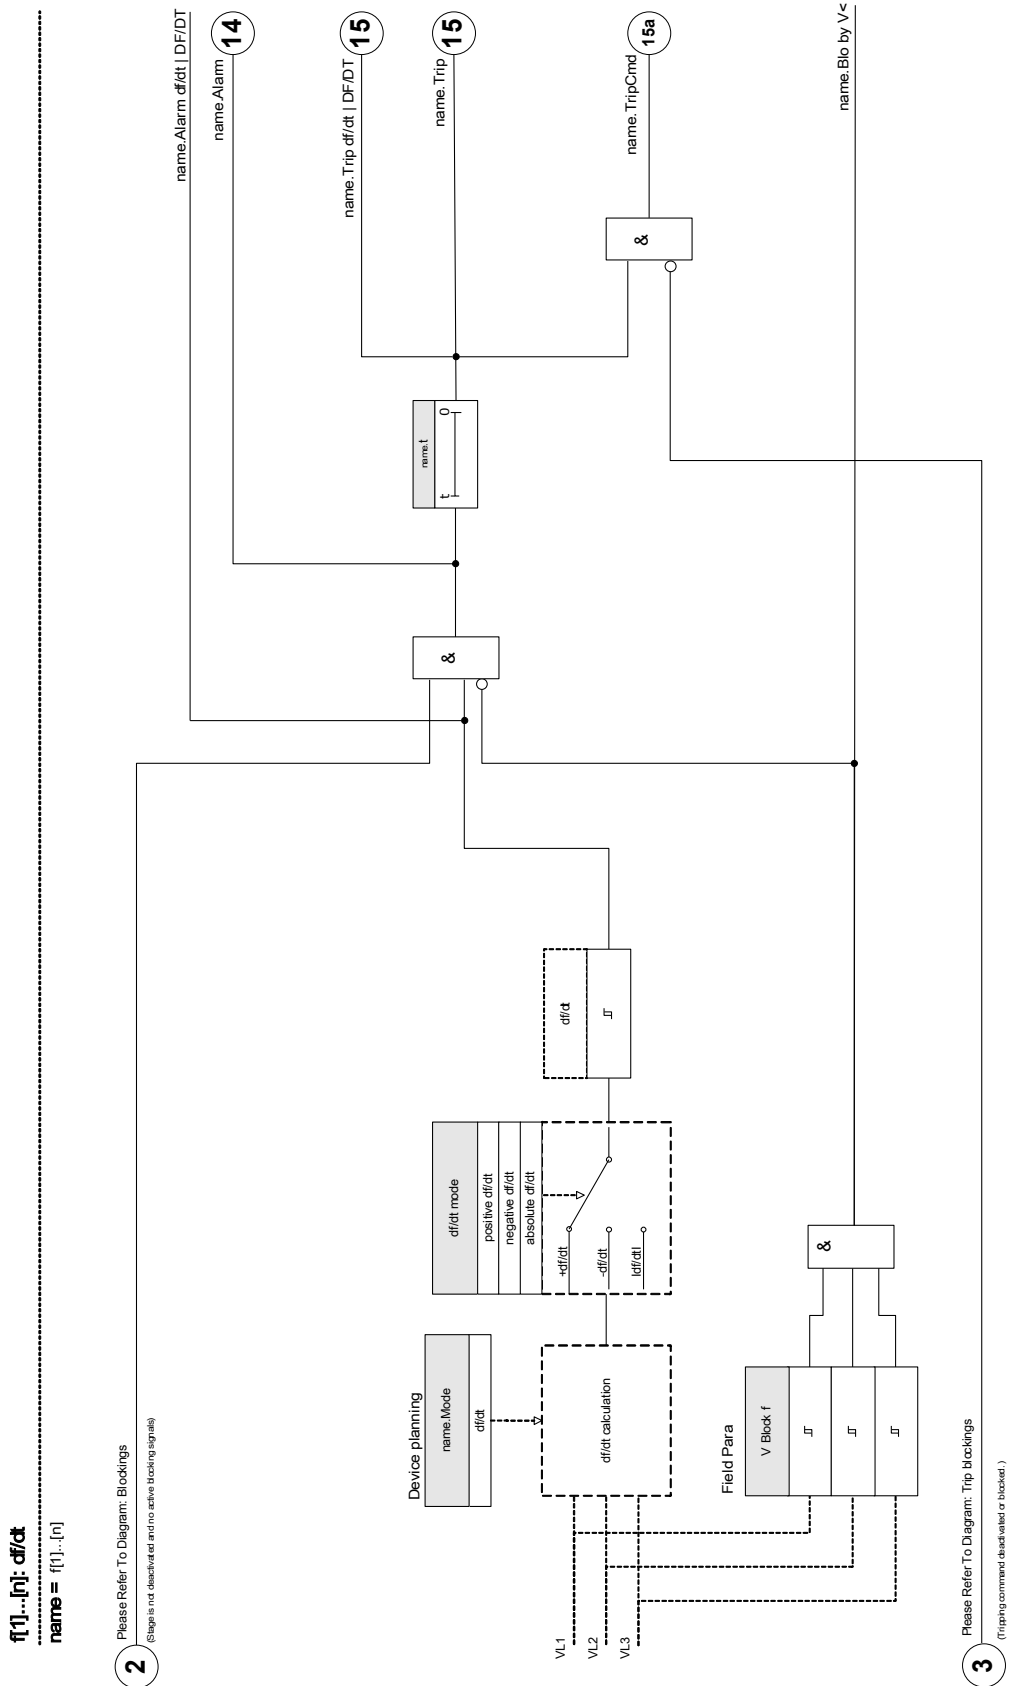 f[1]...[n]: df/dt
name = f[1]...[n]
2
Please Refer To Diagram: Blockings
(Stage is not deactivated and no active blocking signals)
name.Alarm df/dt | DF/DT
name.Alarm
14
Device planning
name.Mode
df/dt
df/dt calculation
VL1
VL2
VL3
df/dt mode
positive df/dt
negative df/dt
absolute df/dt
+df/dt
-df/dt
|df/dt|
df/dt
&
name.t
t
0
name.Trip df/dt | DF/DT
15
name.Trip
15
&
name.TripCmd
15a
Field Para
V Block f
&
name.Blo by V<
3
Please Refer To Diagram: Trip blockings
(Tripping command deactivated or blocked.)